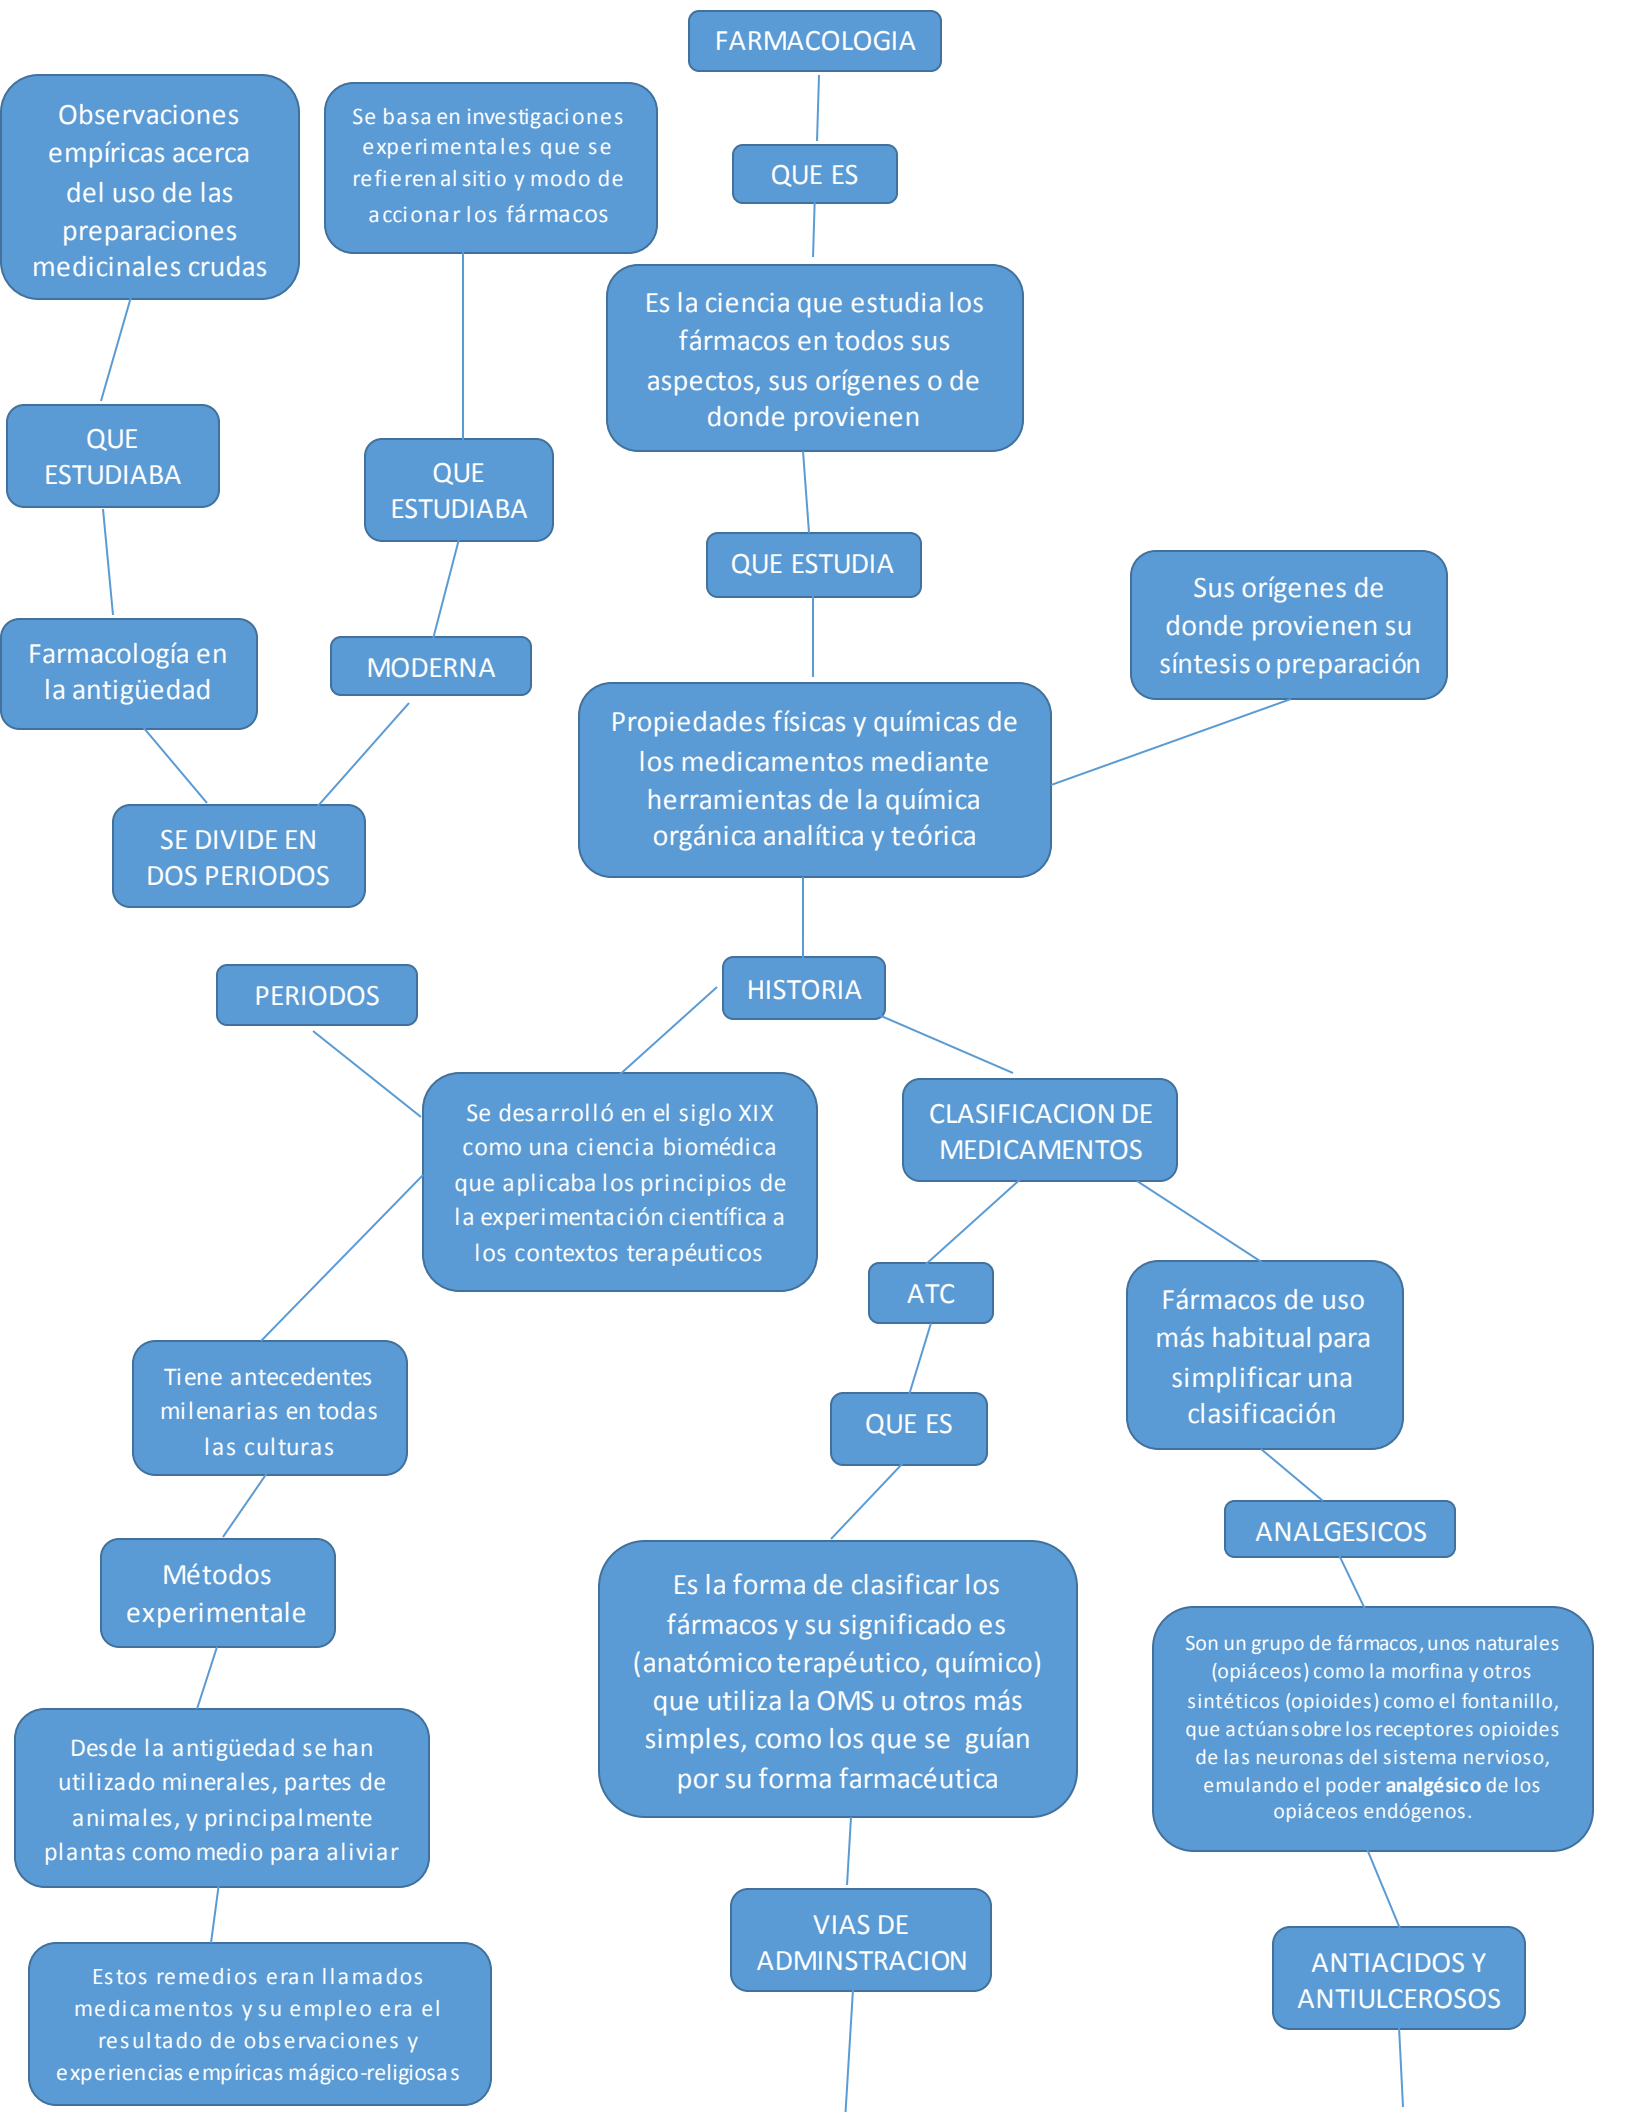 FARMACOLOGIA
Observaciones
empíricas acerca
del uso de las
preparaciones
medicinales crudas
Se basa en investigaciones
experimentales que se
refieren al sitio y modo de
accionar los fármacos
QUE ES
Es la ciencia que estudia los
fármacos en todos sus
aspectos, sus orígenes o de
donde provienen
QUE
ESTUDIABA
QUE
ESTUDIABA
QUE ESTUDIA
Sus orígenes de
donde provienen su
síntesis o preparación
Farmacología en
la antigüedad
MODERNA
Propiedades físicas y químicas de
los medicamentos mediante
herramientas de la química
orgánica analítica y teórica
SE DIVIDE EN
DOS PERIODOS
PERIODOS
HISTORIA
Se desarrolló en el siglo XIX
como una ciencia biomédica
que aplicaba los principios de
la experimentación científica a
los contextos terapéuticos
CLASIFICACION DE
MEDICAMENTOS
ATC
Fármacos de uso
más habitual para
simplificar una
clasificación
Tiene antecedentes
milenarias en todas
las culturas
QUE ES
ANALGESICOS
Métodos
experimentale
Es la forma de clasificar los
fármacos y su significado es
(anatómico terapéutico, químico)
que utiliza la OMS u otros más
simples, como los que se guían
por su forma farmacéutica
Son un grupo de fármacos, unos naturales
(opiáceos) como la morfina y otros
sintéticos (opioides) como el fontanillo,
que actúan sobre los receptores opioides
de las neuronas del sistema nervioso,
emulando el poder analgésico de los
opiáceos endógenos.
Desde la antigüedad se han
utilizado minerales, partes de
animales, y principalmente
plantas como medio para aliviar
VIAS DE
ADMINSTRACION
ANTIACIDOS Y
ANTIULCEROSOS
Estos remedios eran llamados
medicamentos y su empleo era el
resultado de observaciones y
experiencias empíricas mágico-religiosas